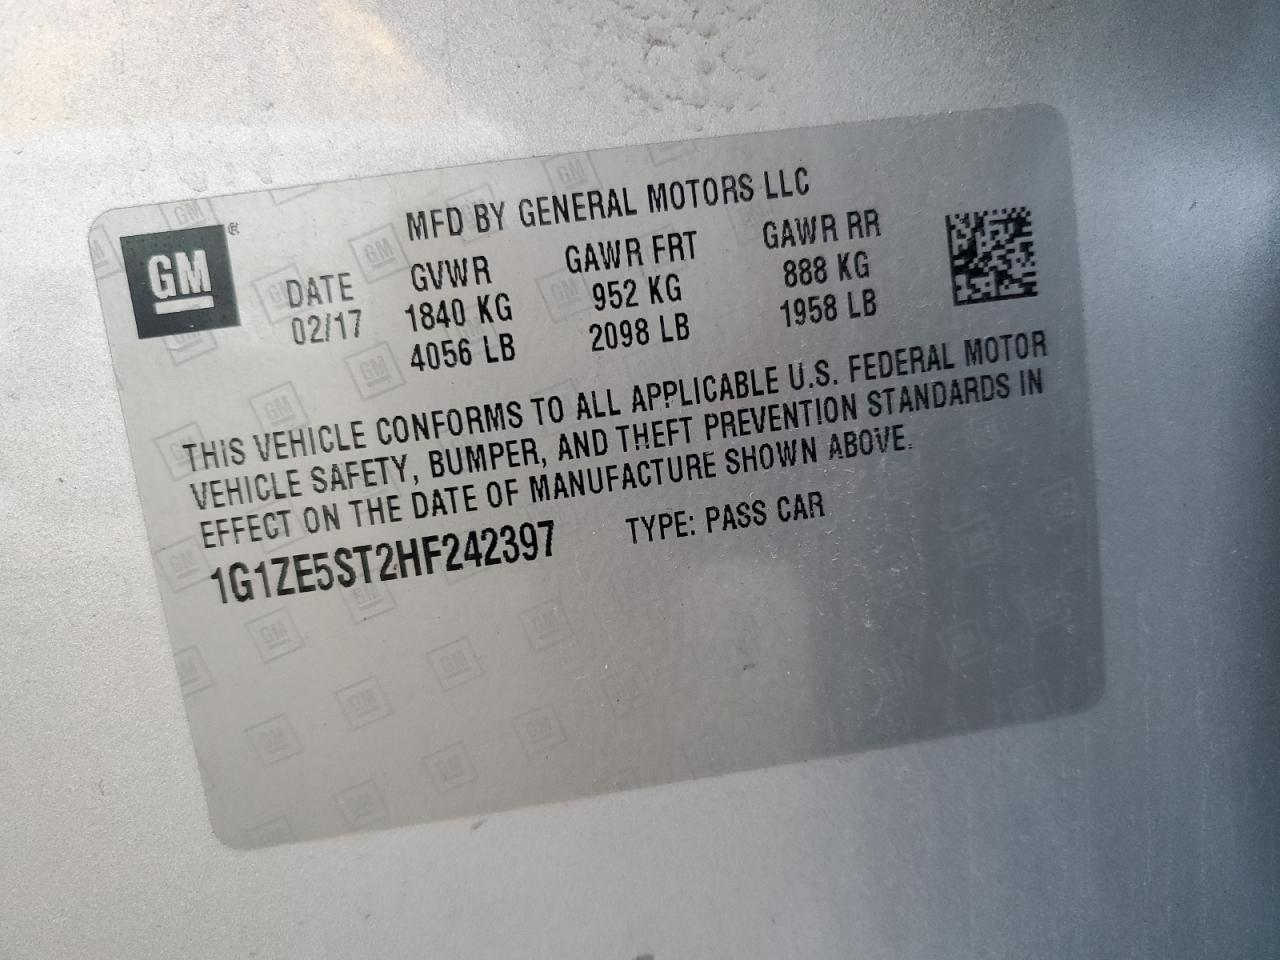 GM ®
MFD BY GENERAL MOTORS LLC
DATE GVWR GAWR FRT GAWR RR
02/17 1840 KG 952 KG 888 KG
4056 LB 2098 LB 1958 LB
THIS VEHICLE CONFORMS TO ALL APPLICABLE U.S. FEDERAL MOTOR
VEHICLE SAFETY, BUMPER, AND THEFT PREVENTION STANDARDS IN
EFFECT ON THE DATE OF MANUFACTURE SHOWN ABOVE.
1G1ZE5ST2HF242397 TYPE: PASS CAR